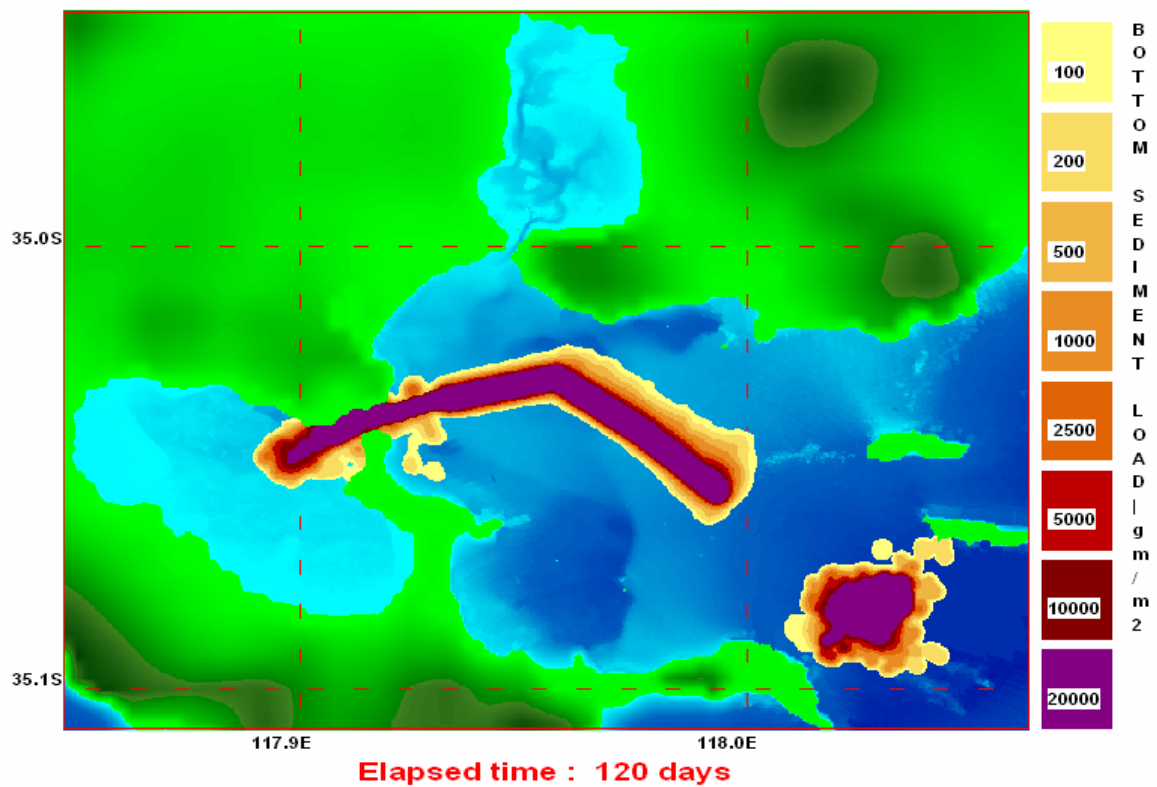 100
200
500
1000
2500
5000
10000
20000
BOTTOM SEDIMENT LOAD|gm/m2
35.0S
35.1S
117.9E
118.0E
Elapsed time : 120 days